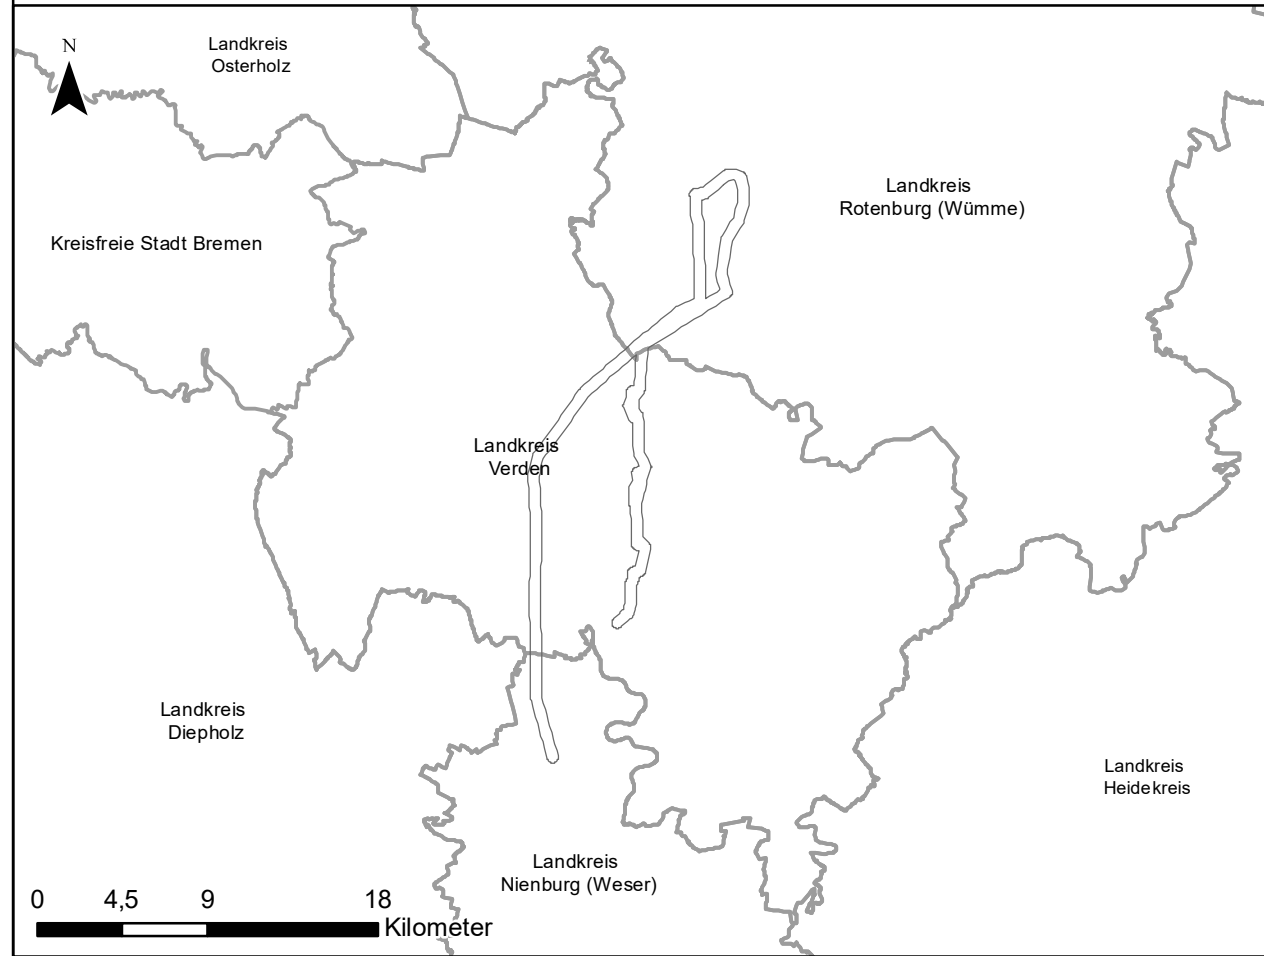 Landkreis
Osterholz
N
Landkreis
Rotenburg (Wümme)
Kreisfreie Stadt Bremen
Landkreis
Verden
Landkreis
Diepholz
Landkreis
Heidekreis
Landkreis
Nienburg (Weser)
0 4,5 9 18
Kilometer